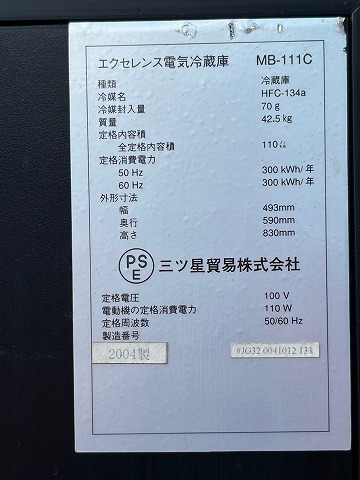 エクセレンス電気冷蔵庫 MB-111C
種類 冷蔵庫
冷媒名 HFC-134a
冷媒封入量 70 g
質量 42.5 kg
定格内容積
全定格内容積 110 ㍑
定格消費電力
50 Hz 300 kWh/年
60 Hz 300 kWh/年
外形寸法
幅 493mm
奥行 590mm
高さ 830mm
PS
E 三ツ星貿易株式会社
定格電圧 100 V
電動機の定格消費電力 110 W
定格周波数 50/60 Hz
製造番号
2004製 #JG32 0041012 134